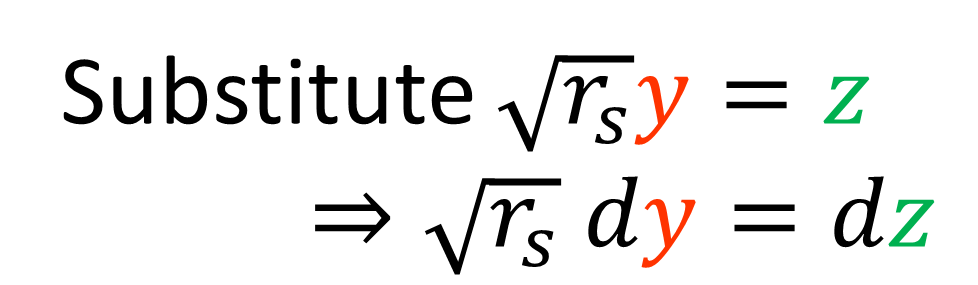 Substitute √r_s y = z
⇒ √r_s dy = dz